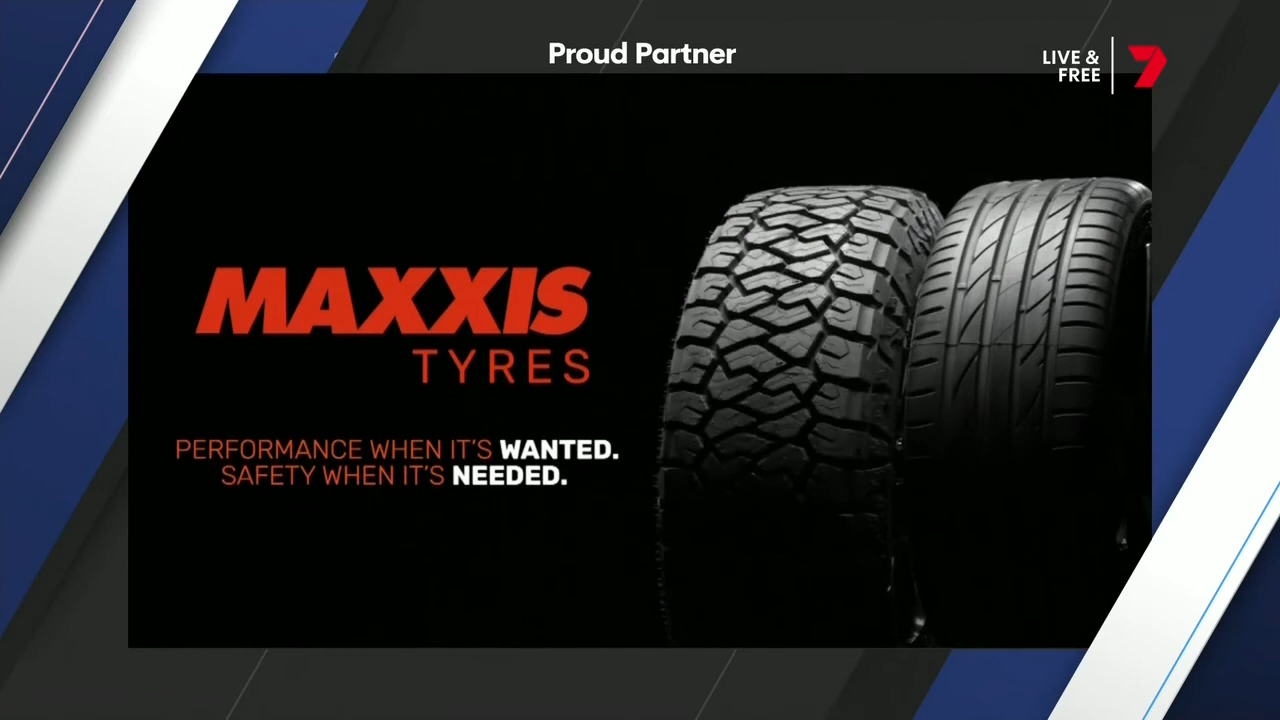 Proud Partner
LIVE &
FREE
7
MAXXIS
TYRES
PERFORMANCE WHEN IT'S WANTED.
SAFETY WHEN IT'S NEEDED.